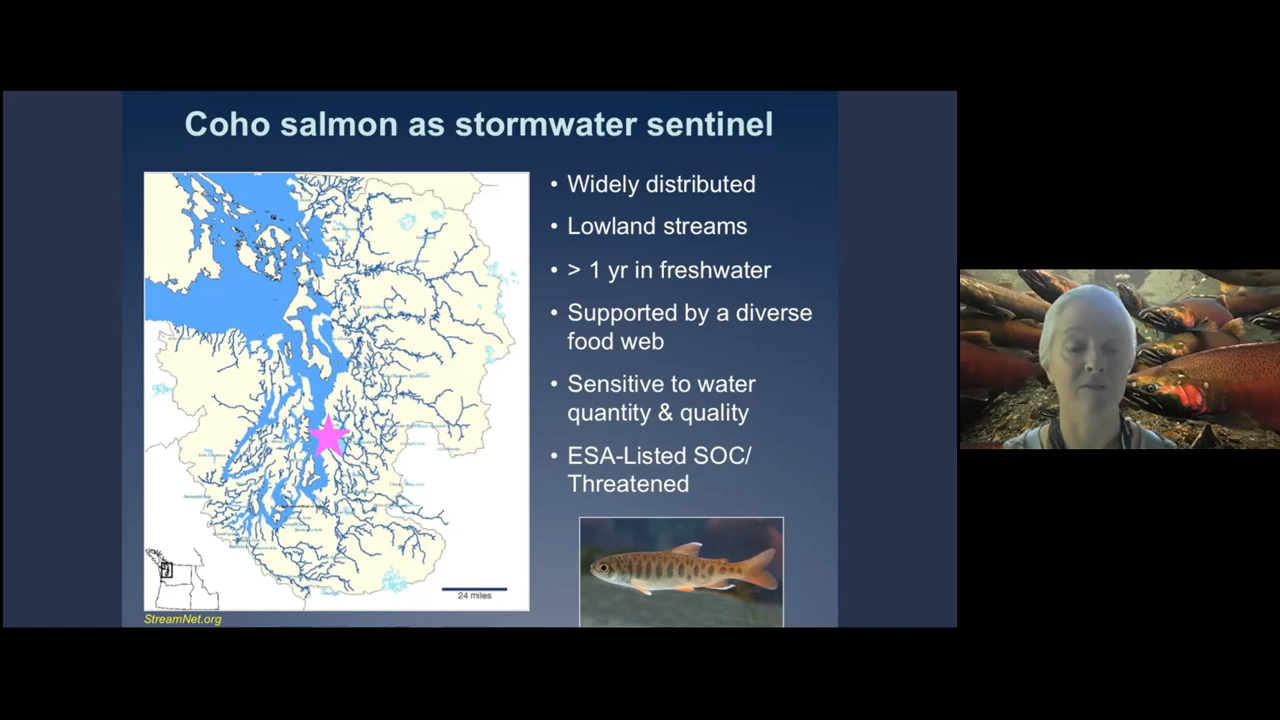 Coho salmon as stormwater sentinel
• Widely distributed
• Lowland streams
• > 1 yr in freshwater
• Supported by a diverse
food web
• Sensitive to water
quantity & quality
• ESA-Listed SOC/
Threatened
24 miles
StreamNet.org